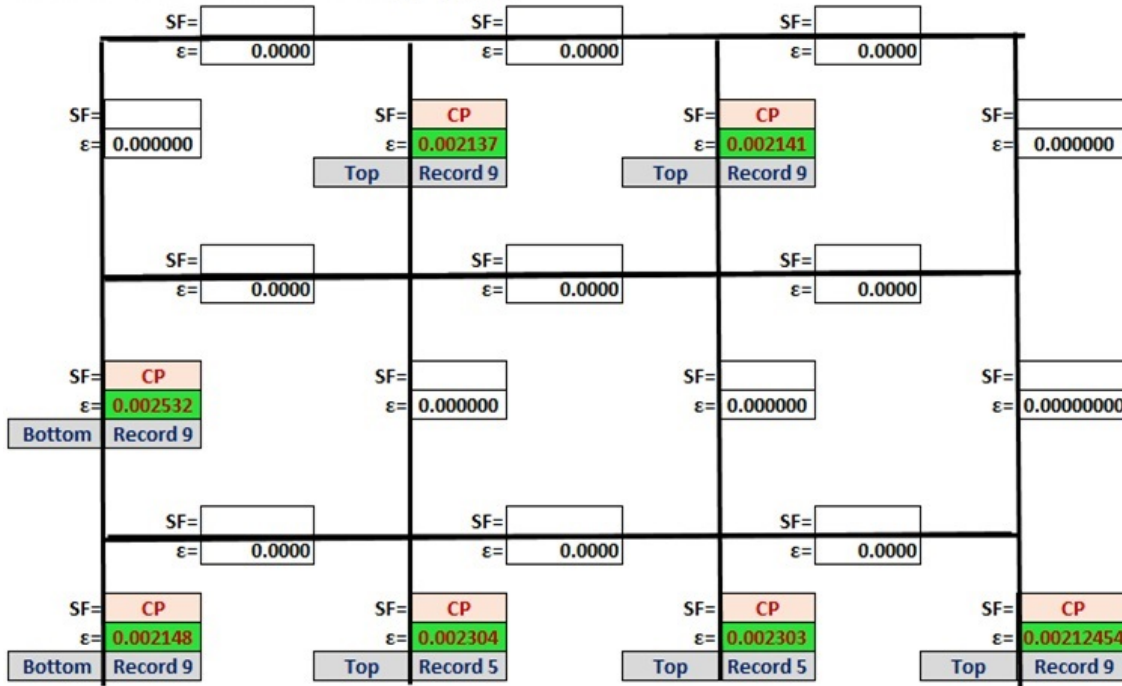 SF= SF= SF=
ε= 0.0000 ε= 0.0000 ε= 0.0000
SF= SF= CP SF= CP SF=
ε= 0.000000 ε= 0.002137 ε= 0.002141 ε= 0.000000
Top Record 9 Top Record 9
SF= SF= SF=
ε= 0.0000 ε= 0.0000 ε= 0.0000
SF= CP SF= SF= SF=
ε= 0.002532 ε= 0.000000 ε= 0.000000 ε= 0.00000000
Bottom Record 9
SF= SF= SF=
ε= 0.0000 ε= 0.0000 ε= 0.0000
SF= CP SF= CP SF= CP SF= CP
ε= 0.002148 ε= 0.002304 ε= 0.002303 ε= 0.00212454
Bottom Record 9 Top Record 5 Top Record 5 Top Record 9